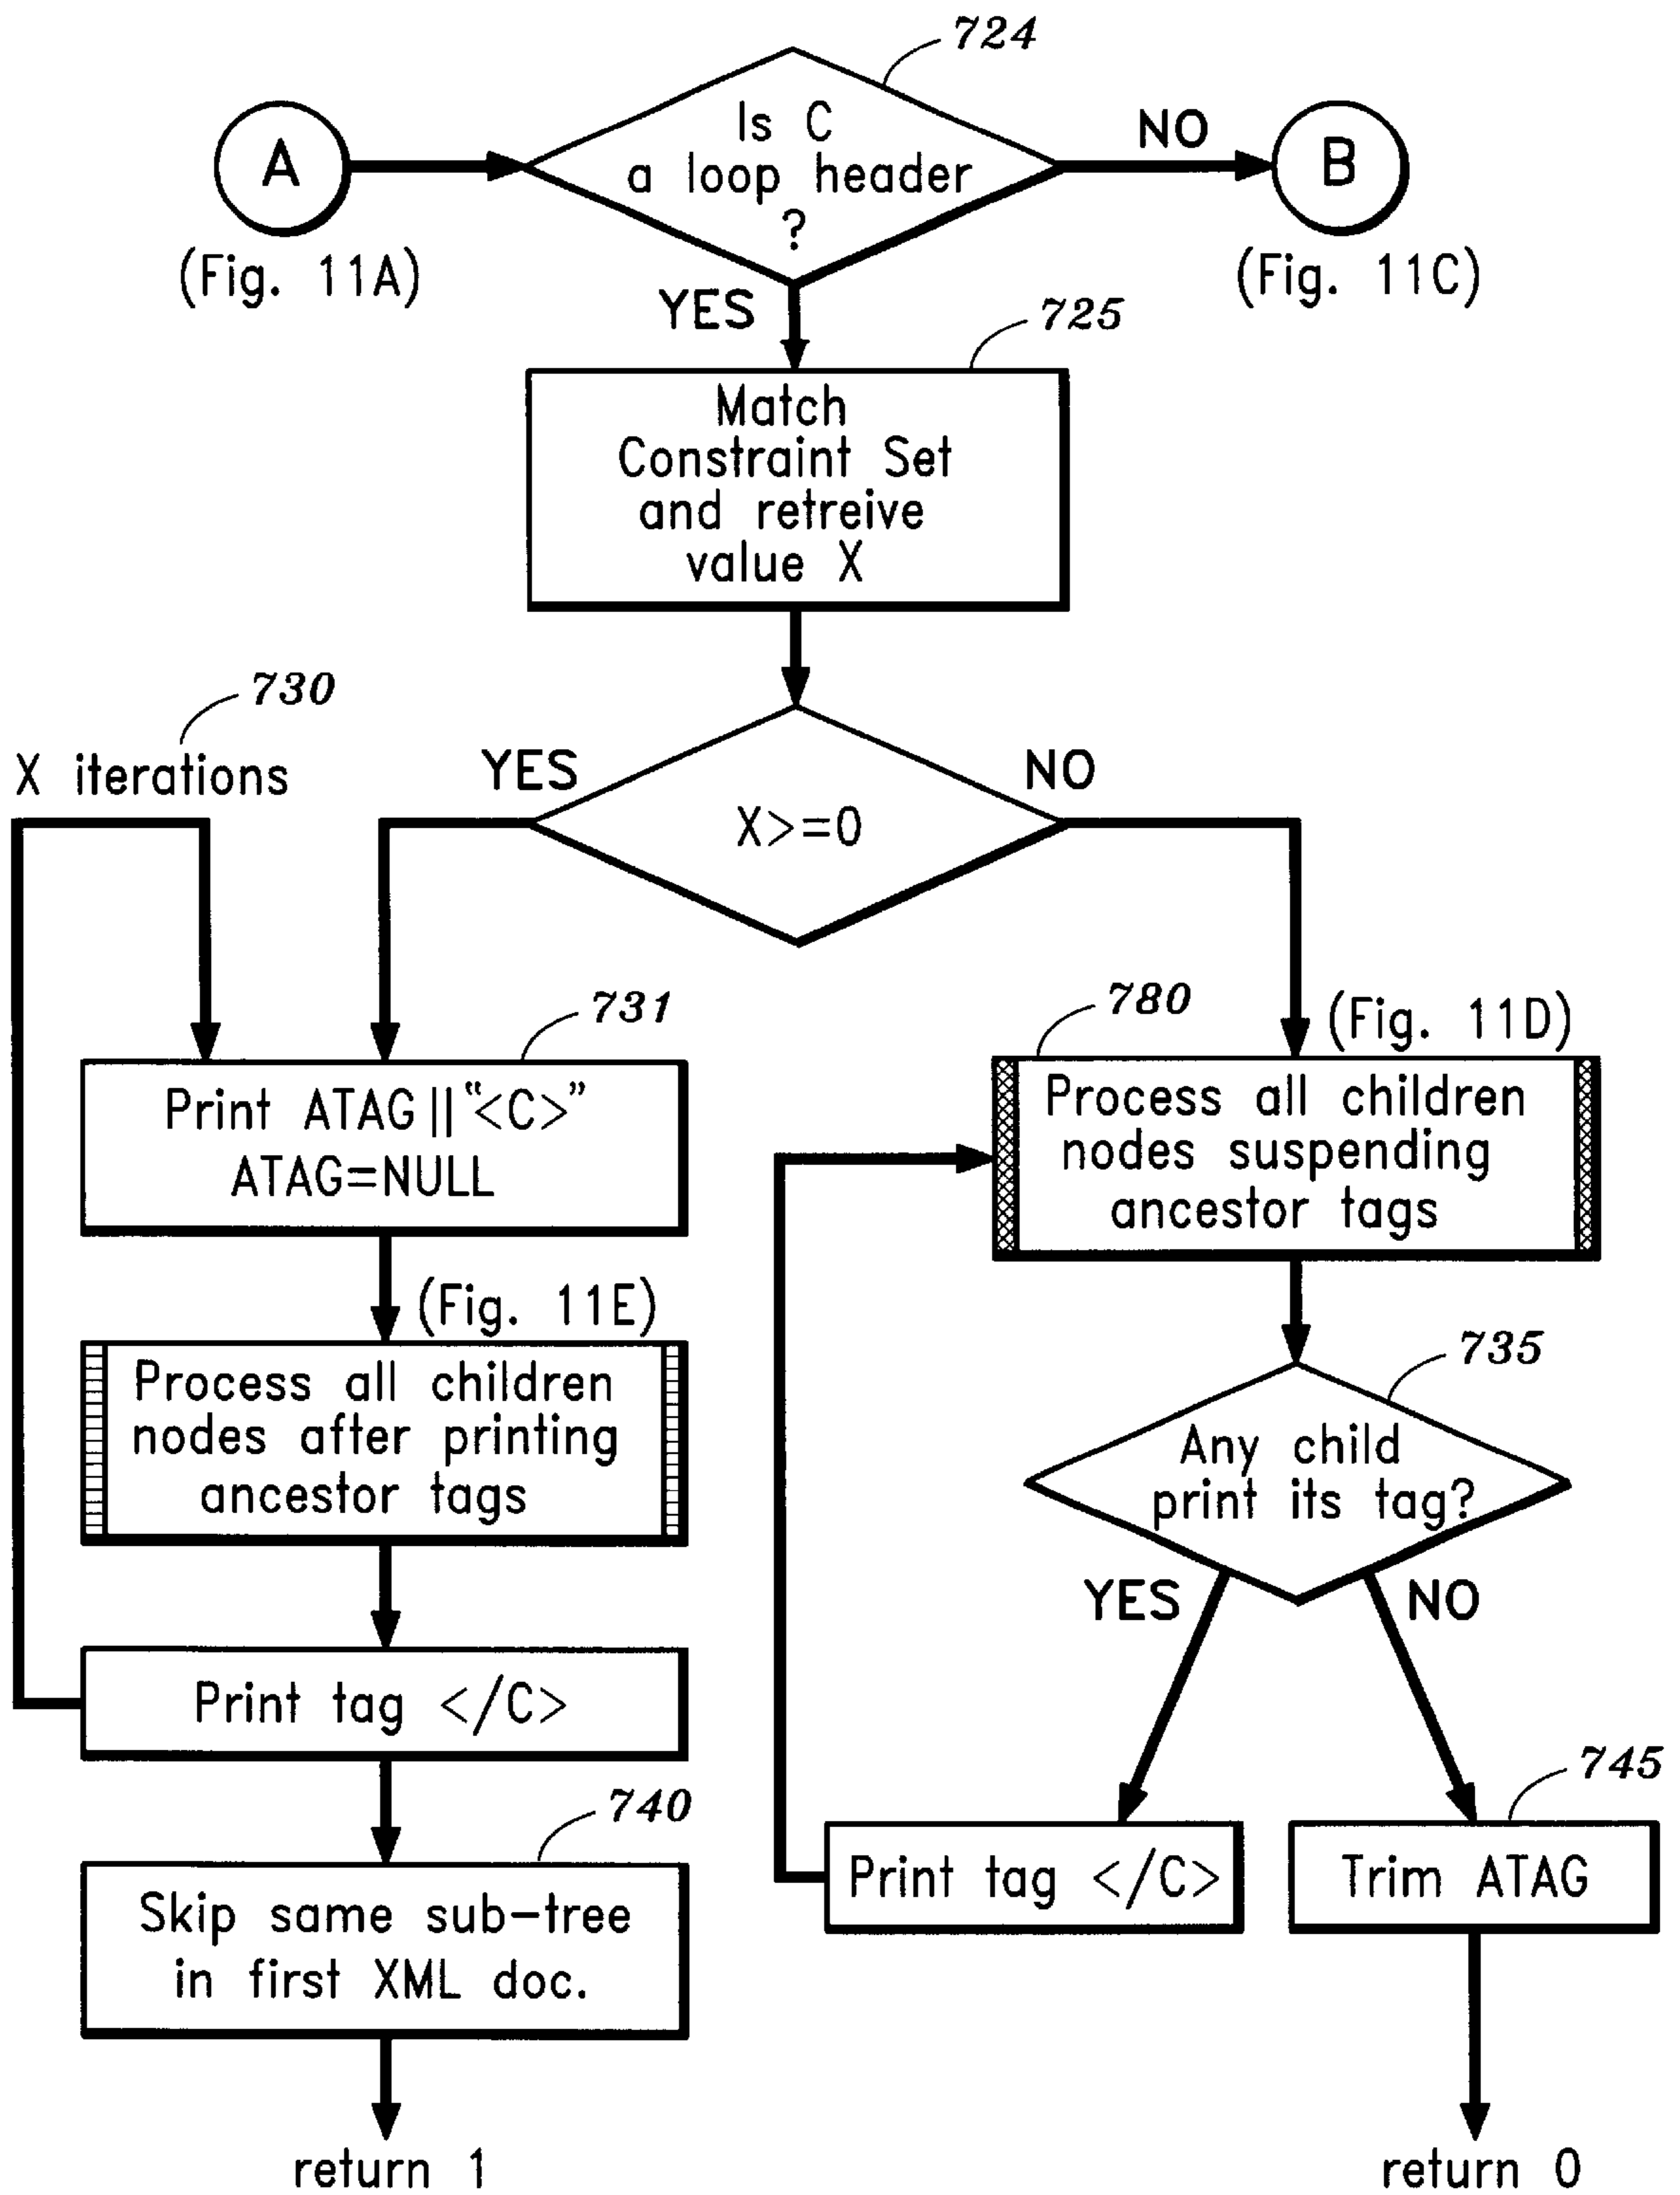 724
Is C
a loop header
?
A
NO
B
(Fig. 11A)
(Fig. 11C)
YES
725
Match
Constraint Set
and retreive
value X
730
X iterations
YES
NO
X>=0
731
780
(Fig. 11D)
Print ATAG||“<C>”
ATAG=NULL
Process all children
nodes suspending
ancestor tags
(Fig. 11E)
Process all children
nodes after printing
ancestor tags
735
Any child
print its tag?
YES
NO
Print tag </C>
740
745
Print tag </C>
Trim ATAG
Skip same sub-tree
in first XML doc.
return 1
return 0